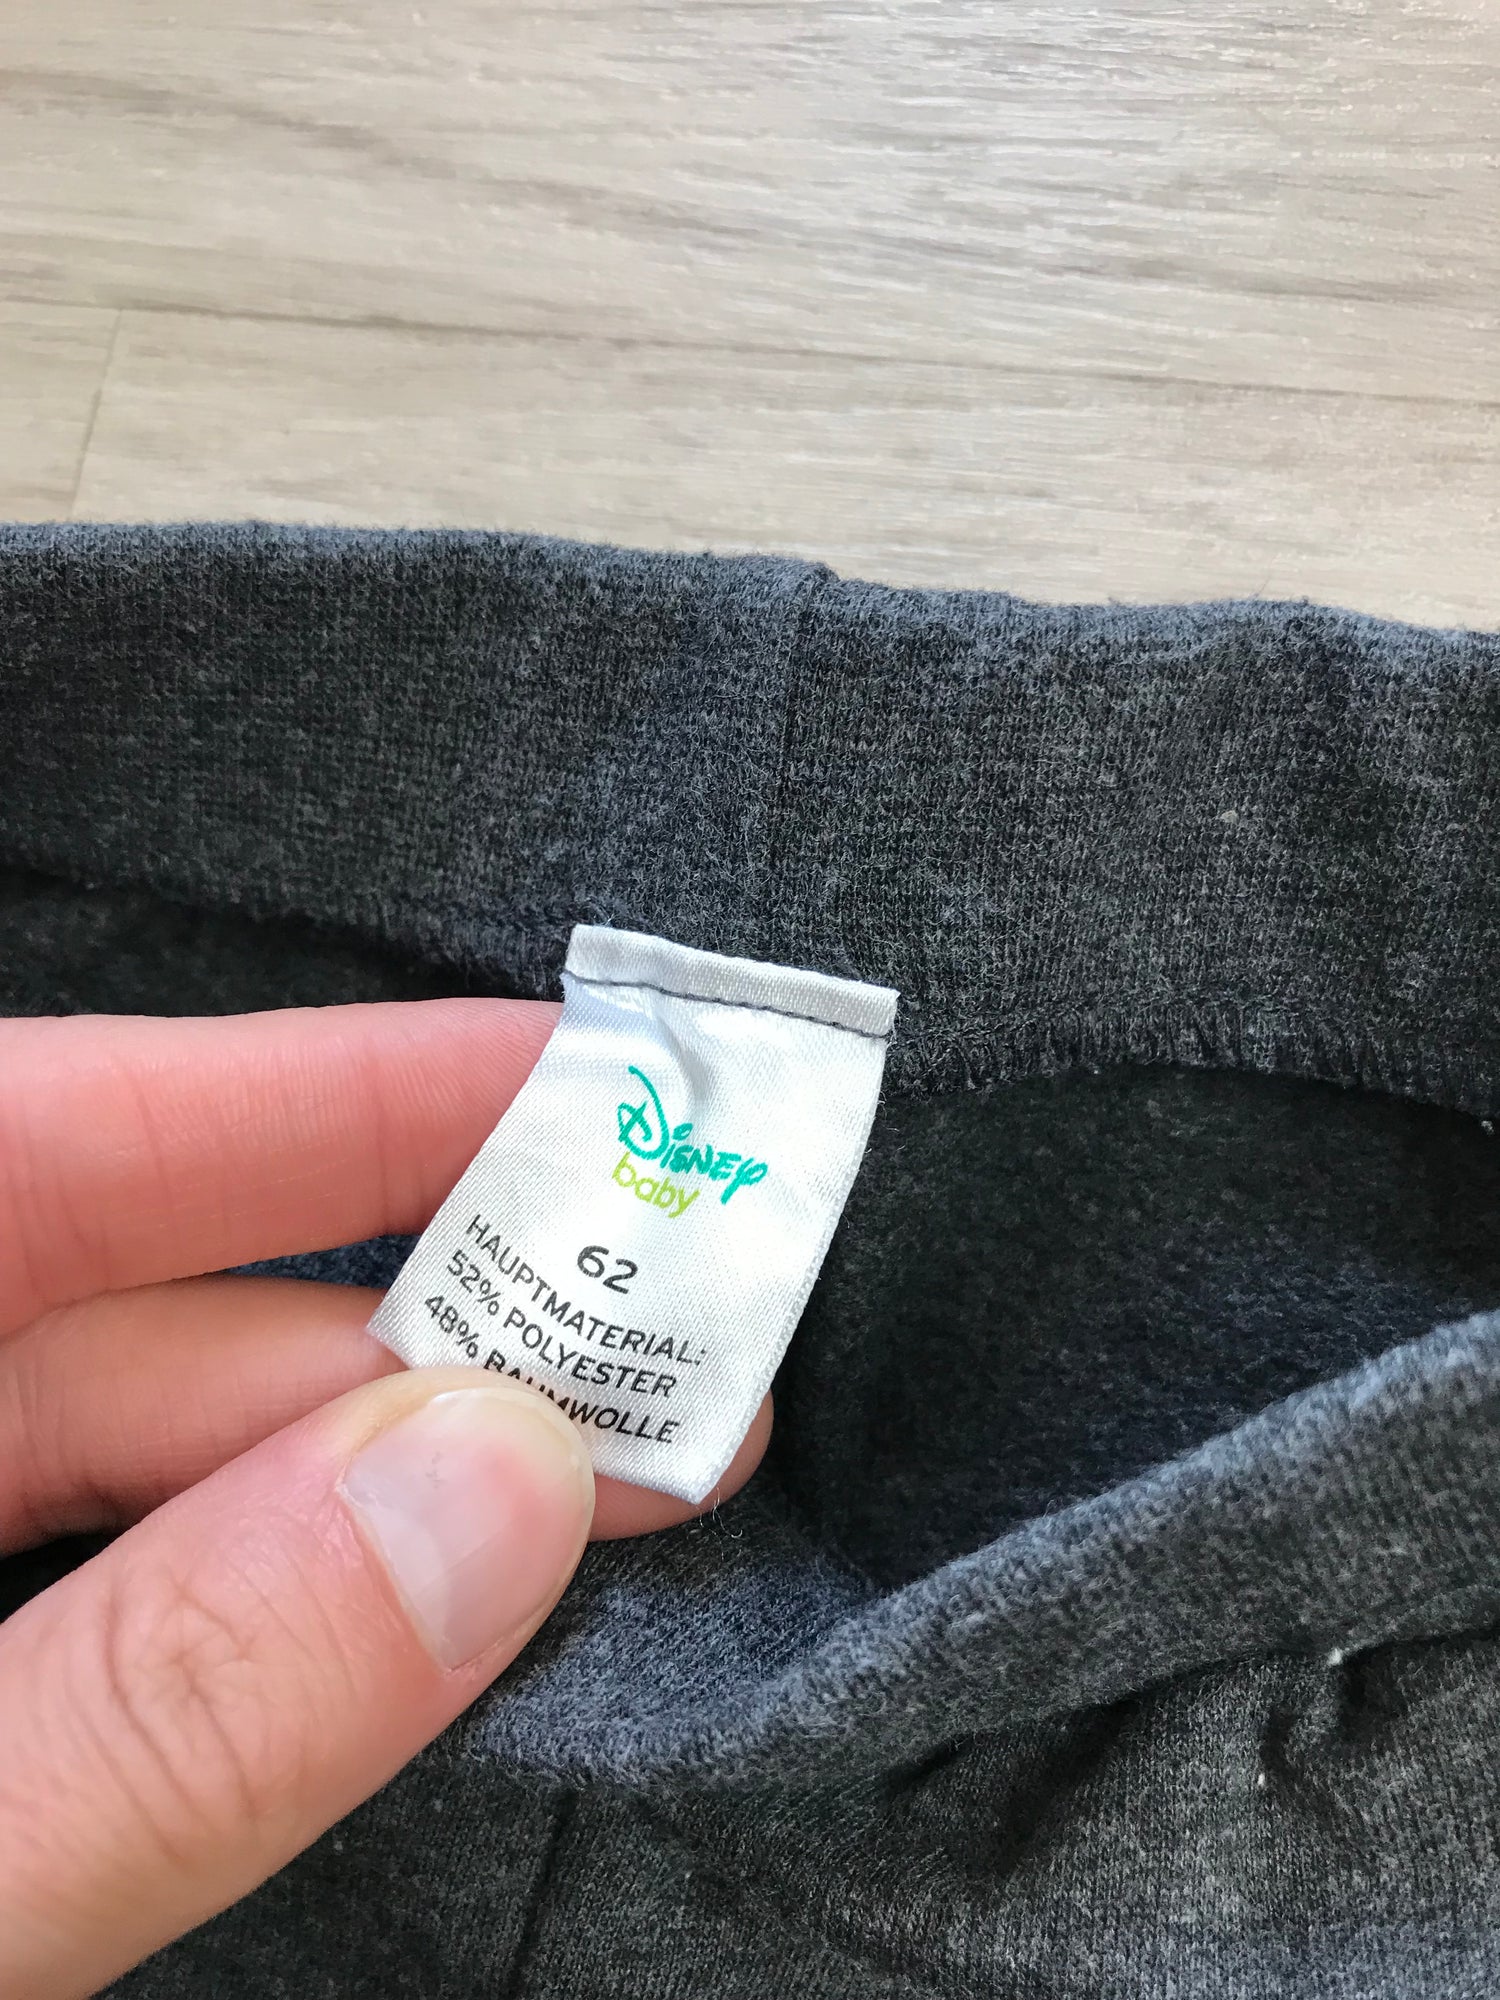 Disney
baby
62
HAUPTMATERIAL:
52% POLYESTER
48% BAUMWOLLE